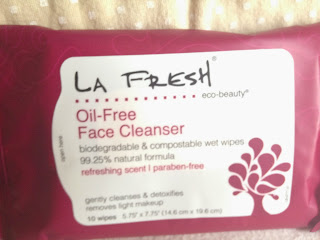 LA FRESH®
eco-beauty®
Oil-Free
Face Cleanser
biodegradable & compostable wet wipes
99.25% natural formula
refreshing scent | paraben-free
open here
gently cleanses & detoxifies
removes light makeup
10 wipes 5.75" x 7.75" (14.6 cm x 19.6 cm)